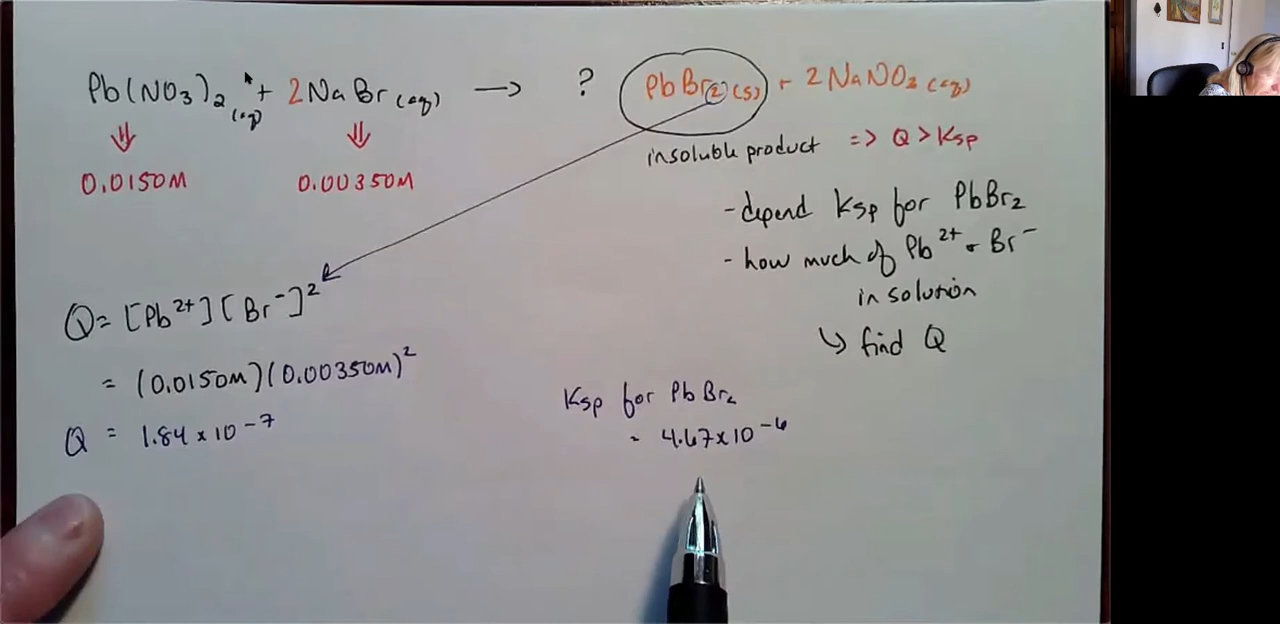 Pb(NO₃)₂ (aq) + 2NaBr (aq) → ? PbBr₂(s) + 2NaNO₃ (aq)
⇓ ⇓
0.0150M 0.00350M
insoluble product => Q > Ksp
- depend Ksp for PbBr₂
- how much of Pb²⁺ + Br⁻
in solution
↳ find Q
Q = [Pb²⁺][Br⁻]²
= (0.0150M)(0.00350M)²
Q = 1.84 x 10⁻⁷
Ksp for PbBr₂
= 4.67x10⁻⁶